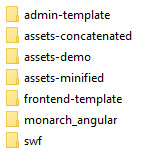 admin-template
assets-concatenated
assets-demo
assets-minified
frontend-template
monarch_angular
swf